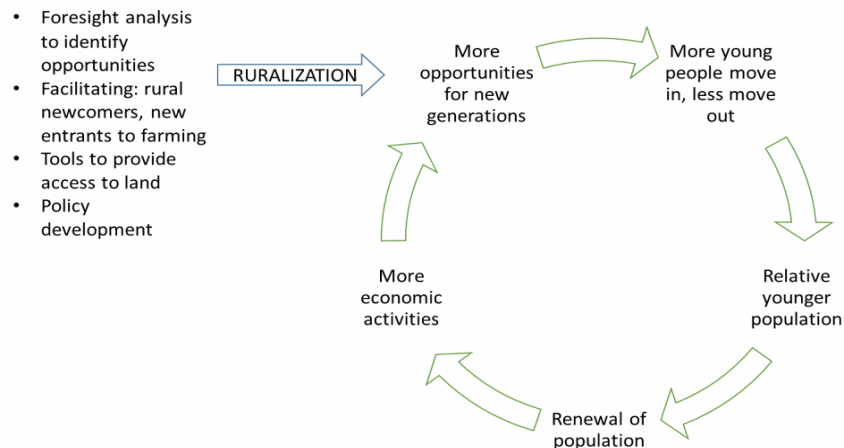 • Foresight analysis
to identify
opportunities
• Facilitating: rural
newcomers, new
entrants to farming
• Tools to provide
access to land
• Policy
development
RURALIZATION
More
opportunities
for new
generations
More young
people move
in, less move
out
Relative
younger
population
Renewal of
population
More
economic
activities